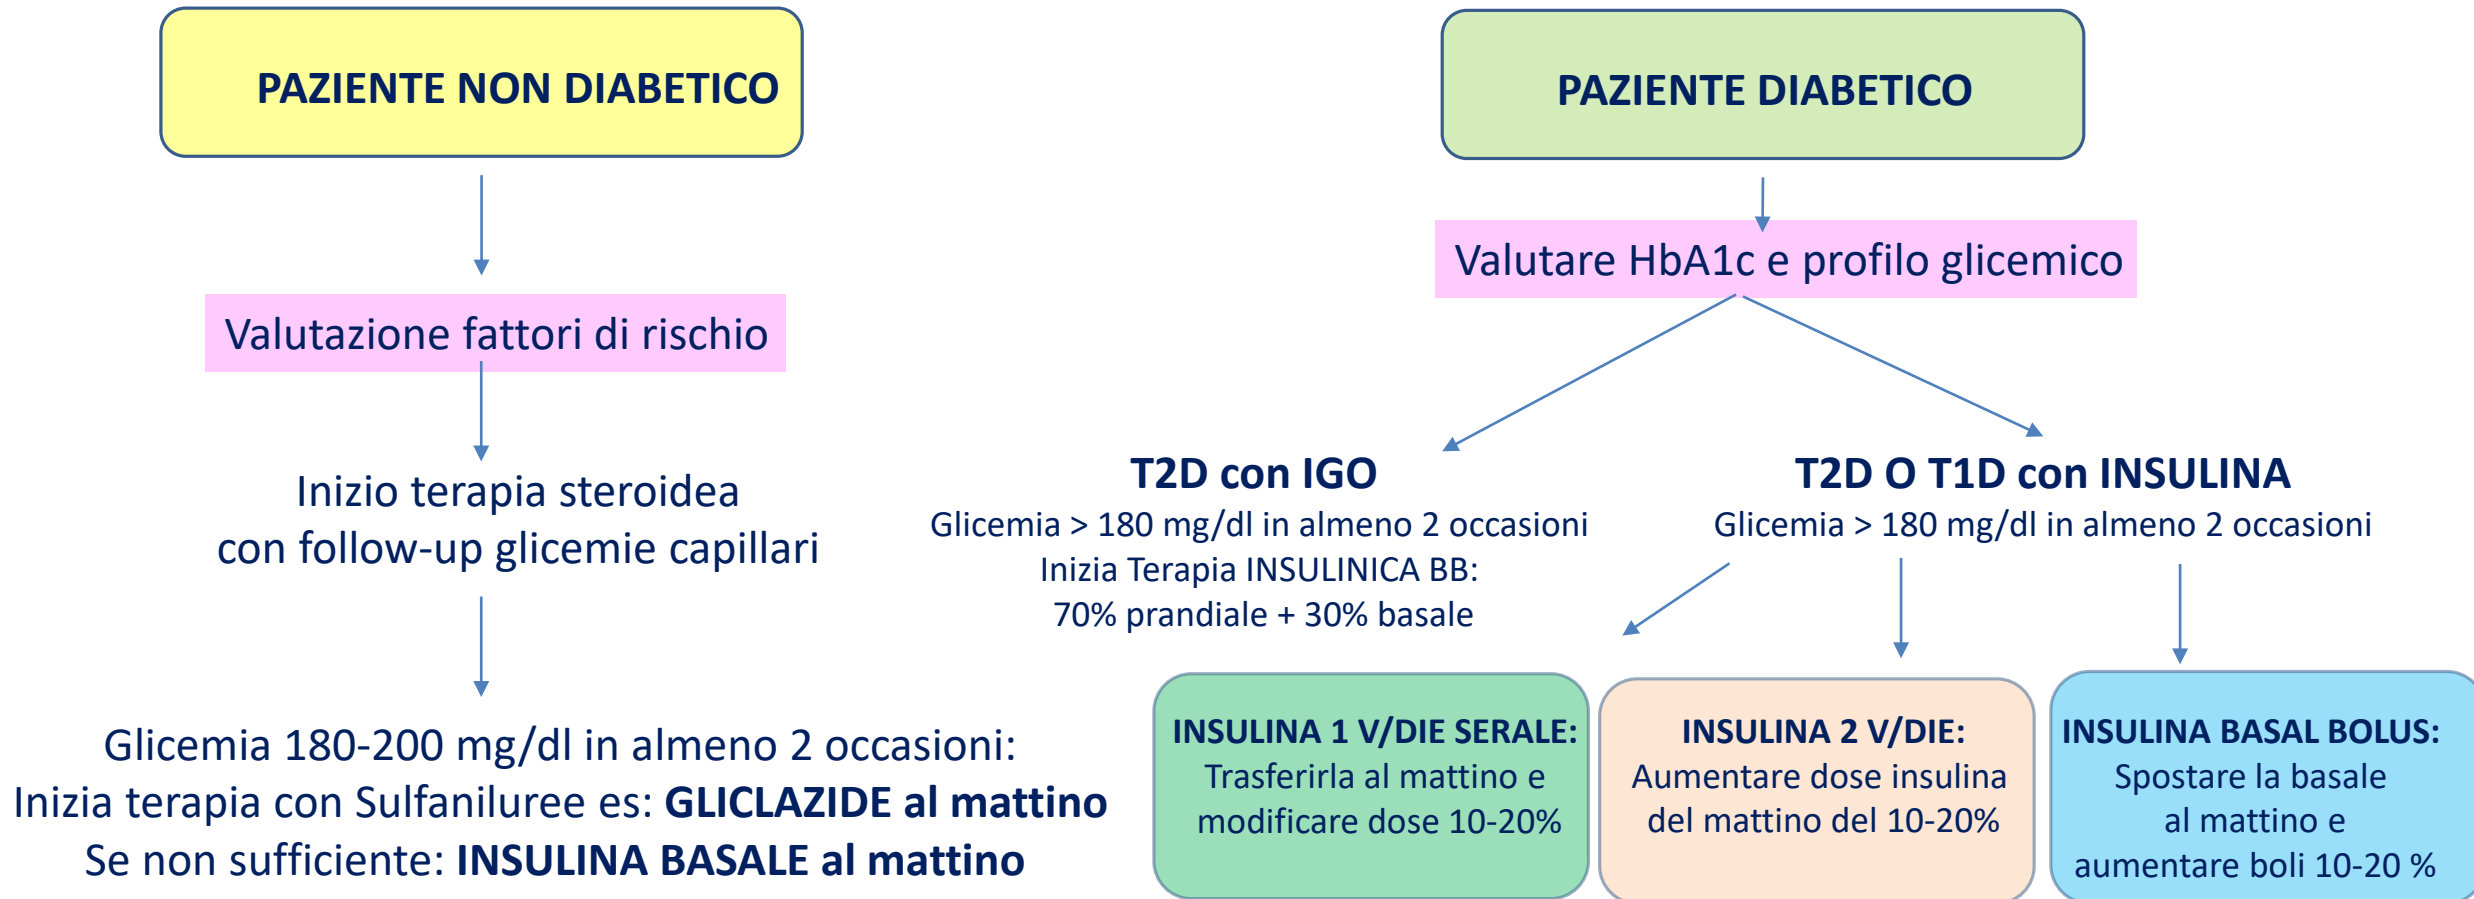 PAZIENTE NON DIABETICO
Valutazione fattori di rischio
Inizio terapia steroidea
con follow-up glicemie capillari
Glicemia 180-200 mg/dl in almeno 2 occasioni:
Inizia terapia con Sulfaniluree es: GLICLAZIDE al mattino
Se non sufficiente: INSULINA BASALE al mattino
PAZIENTE DIABETICO
Valutare HbA1c e profilo glicemico
T2D con IGO
Glicemia > 180 mg/dl in almeno 2 occasioni
Inizia Terapia INSULINICA BB:
70% prandiale + 30% basale
T2D O T1D con INSULINA
Glicemia > 180 mg/dl in almeno 2 occasioni
INSULINA 1 V/DIE SERALE:
Trasferirla al mattino e
modificare dose 10-20%
INSULINA 2 V/DIE:
Aumentare dose insulina
del mattino del 10-20%
INSULINA BASAL BOLUS:
Spostare la basale
al mattino e
aumentare boli 10-20 %